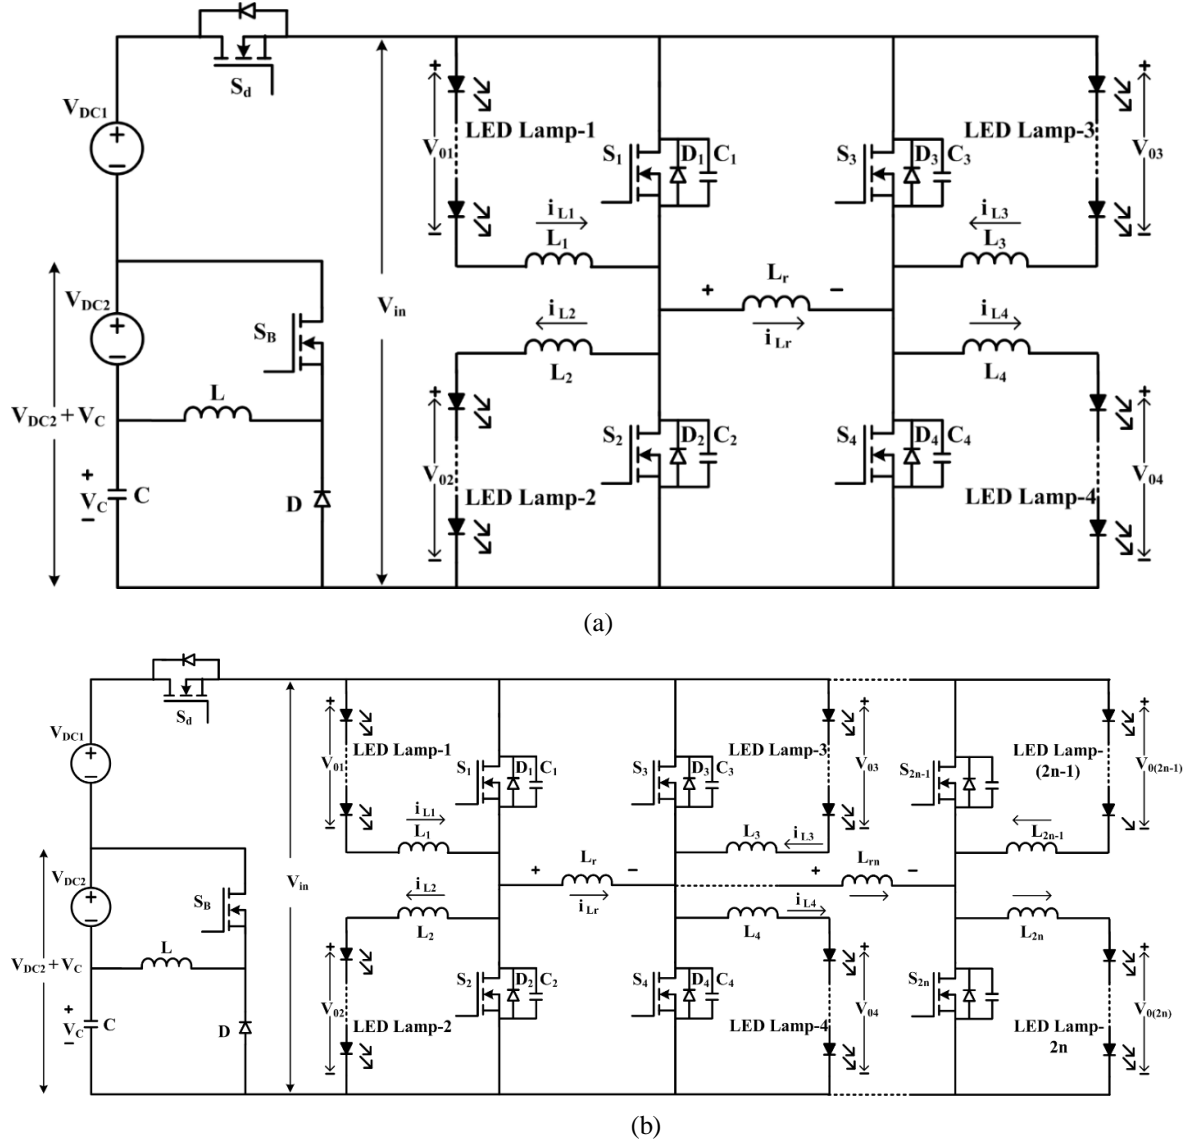 S_d
V_DC1
+
−
V_DC2
+
−
V_DC2 + V_C
+
V_C
−
C
L
S_B
D
V_in
+
V_01
−
LED Lamp-1
i_L1
L_1
S_1
D_1
C_1
i_L2
L_2
+
V_02
−
LED Lamp-2
S_2
D_2
C_2
+
L_r
−
i_Lr
S_3
D_3
C_3
LED Lamp-3
+
V_03
−
i_L3
L_3
i_L4
L_4
S_4
D_4
C_4
LED Lamp-4
+
V_04
−
(a)
S_d
V_DC1
+
−
V_DC2
+
−
V_DC2 + V_C
+
V_C
−
C
L
S_B
D
V_in
+
V_01
−
LED Lamp-1
i_L1
L_1
S_1
D_1
C_1
i_L2
L_2
+
V_02
−
LED Lamp-2
S_2
D_2
C_2
+
L_r
−
i_Lr
S_3
D_3
C_3
LED Lamp-3
+
V_03
−
L_3
i_L3
L_4
i_L4
S_4
D_4
C_4
LED Lamp-4
+
V_04
−
+
L_rn
−
S_2n-1
LED Lamp-
(2n-1)
+
V_0(2n-1)
−
L_2n-1
L_2n
S_2n
LED Lamp-
2n
+
V_0(2n)
−
(b)